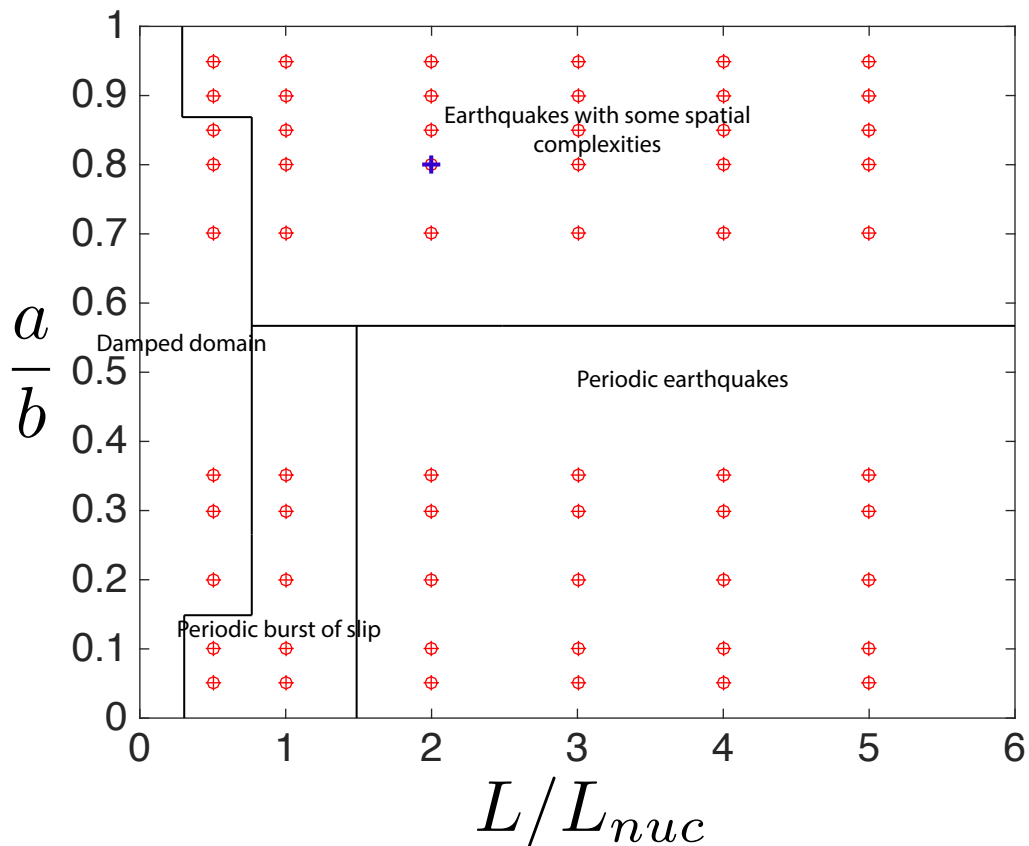 1
0.9
0.8
0.7
0.6
0.5
0.4
0.3
0.2
0.1
0
a
b
Earthquakes with some spatial
complexities
Damped domain
Periodic earthquakes
Periodic burst of slip
0 1 2 3 4 5 6
L/L_{nuc}